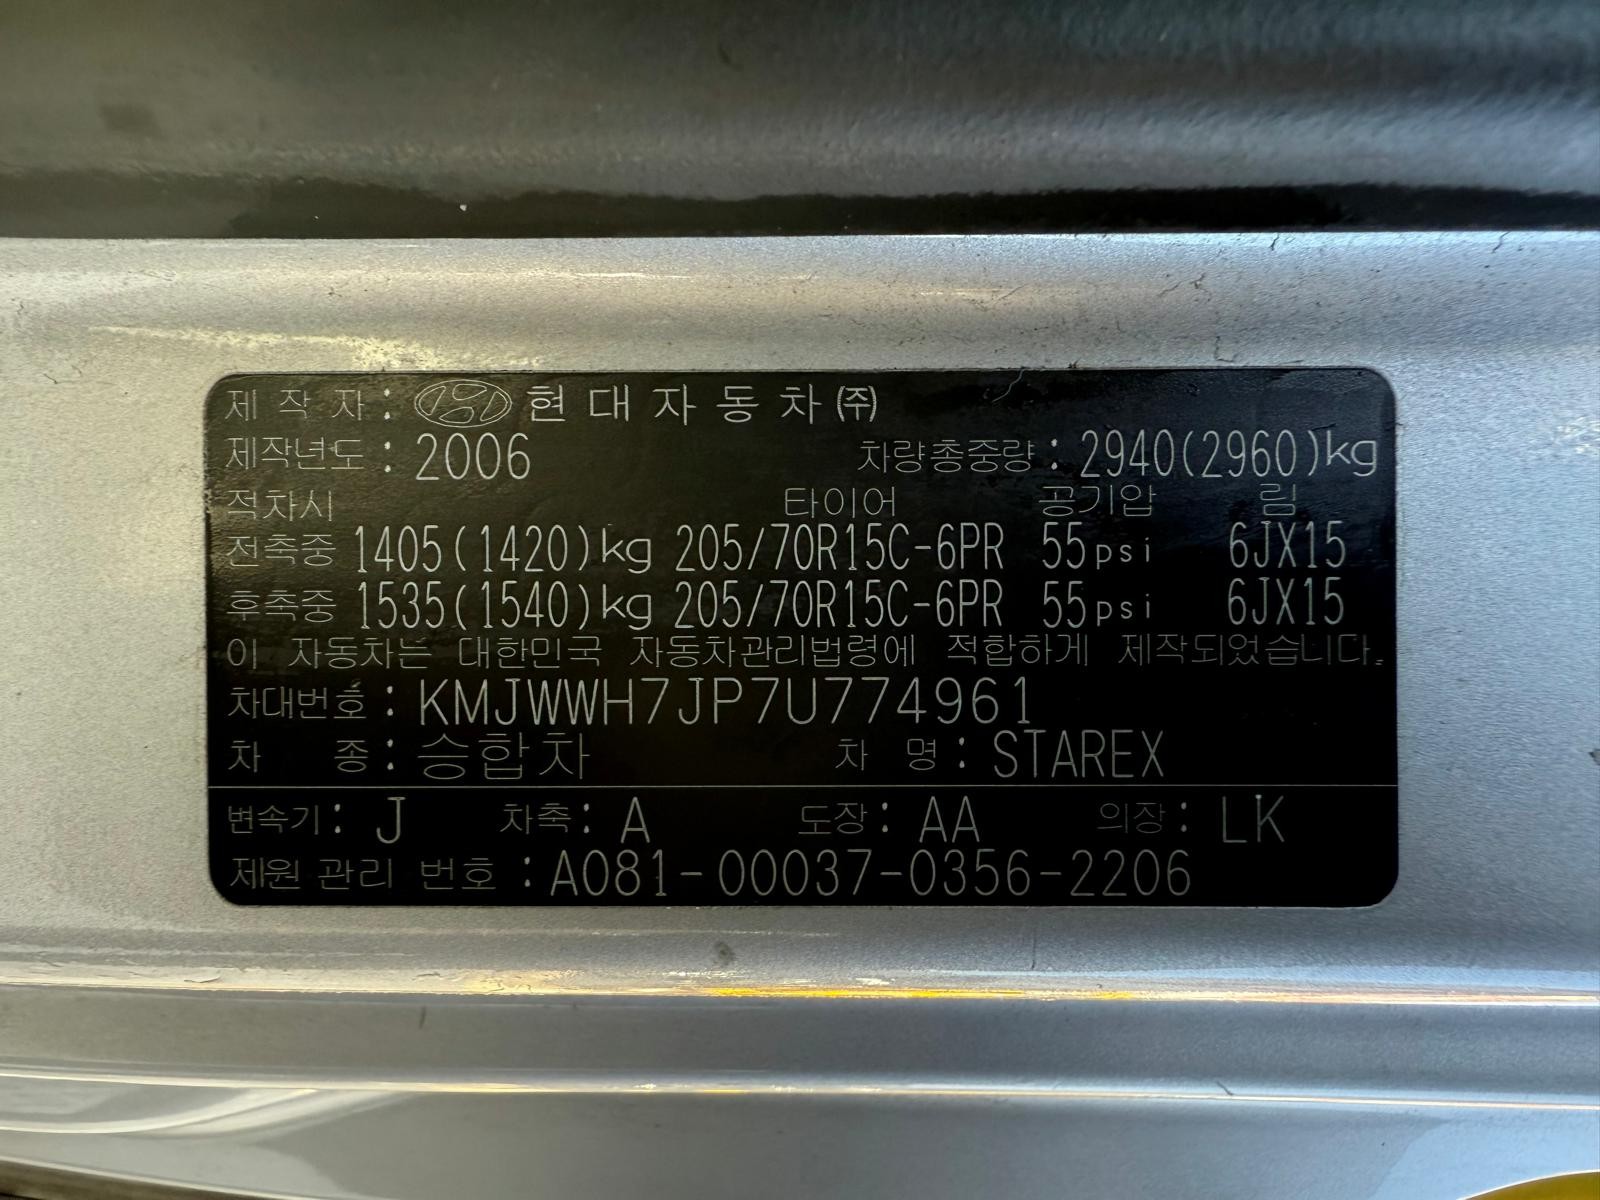 제 작 자 : 현 대 자 동 차 ㈜
제작년도 : 2006 차량총중량 : 2940(2960)kg
적차시 타이어 공기압 림
전축중 1405(1420)kg 205/70R15C-6PR 55psi 6JX15
후축중 1535(1540)kg 205/70R15C-6PR 55psi 6JX15
이 자동차는 대한민국 자동차관리법령에 적합하게 제작되었습니다.
차대번호 : KMJWWH7JP7U774961
차 종 : 승합차 차 명 : STAREX
변속기 : J 차축 : A 도장 : AA 의장 : LK
제원 관리 번호 : A081-00037-0356-2206